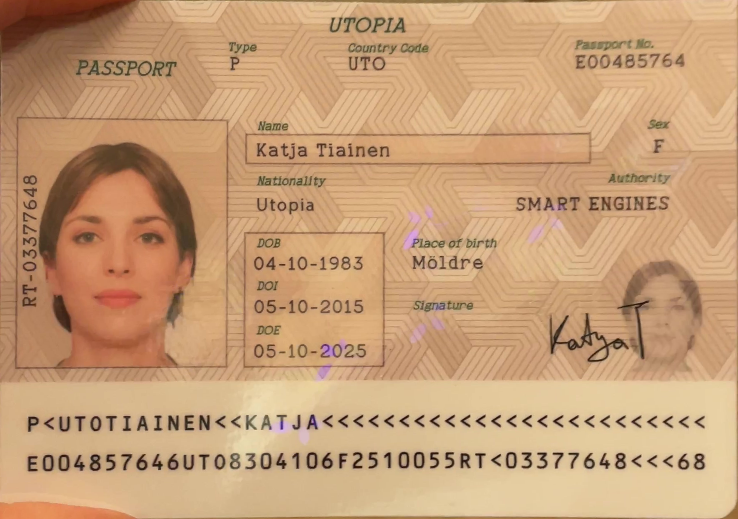 UTOPIA
PASSPORT
Type
P
Country Code
UTO
Passport No.
E00485764
RT-03377648
Name
Katja Tiainen
Sex
F
Nationality
Utopia
Authority
SMART ENGINES
DOB
04-10-1983
Place of birth
Möldre
DOI
05-10-2015
Signature
KatyaT
DOE
05-10-2025
P<UTOTIAINEN<<KATJA<<<<<<<<<<<<<<<<<<<<<<<<<
E004857646UTO8304106F2510055RT<03377648<<<68